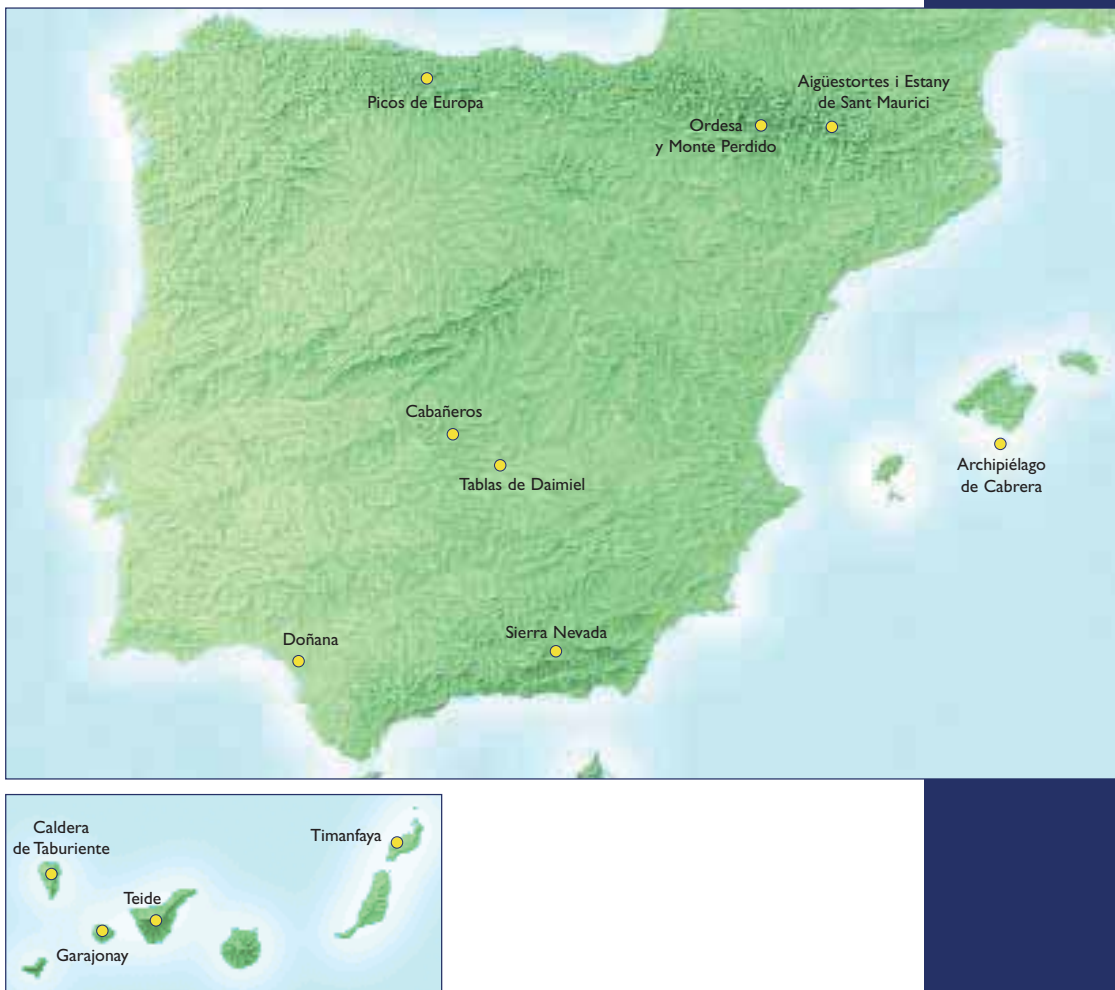 Picos de Europa
Aigüestortes i Estany
de Sant Maurici
Ordesa
y Monte Perdido
Cabañeros
Tablas de Daimiel
Archipiélago
de Cabrera
Doñana
Sierra Nevada
Caldera
de Taburiente
Timanfaya
Teide
Garajonay